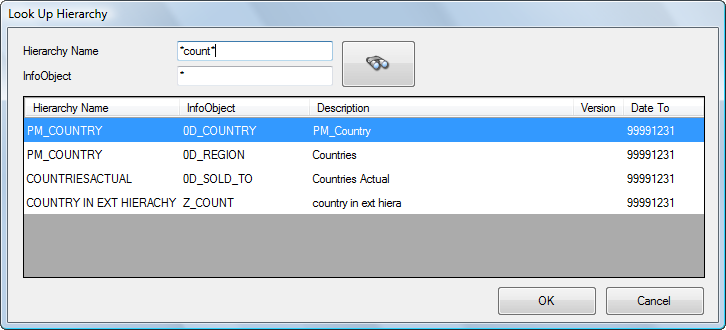 Look Up Hierarchy
Hierarchy Name *count*
InfoObject *
Hierarchy Name InfoObject Description Version Date To
PM_COUNTRY 0D_COUNTRY PM_Country 99991231
PM_COUNTRY 0D_REGION Countries 99991231
COUNTRIESACTUAL 0D_SOLD_TO Countries Actual 99991231
COUNTRY IN EXT HIERACHY Z_COUNT country in ext hiera 99991231
OK Cancel